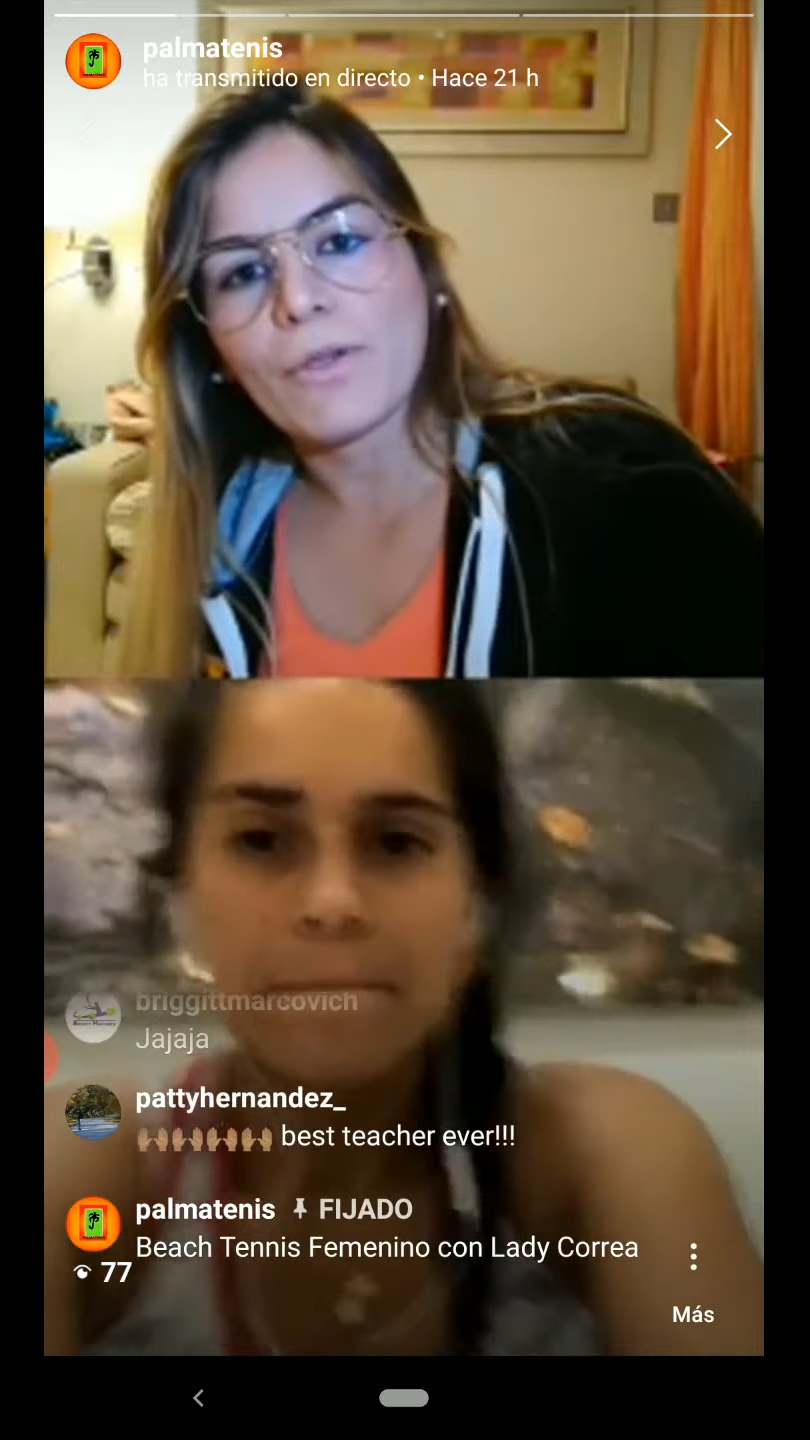 palmatenis
ha transmitido en directo • Hace 21 h
briggittmarcovich
Jajaja
pattyhernandez_
🙌🏽🙌🏽🙌🏽🙌🏽 best teacher ever!!!
palmatenis FIJADO
Beach Tennis Femenino con Lady Correa
77
Más